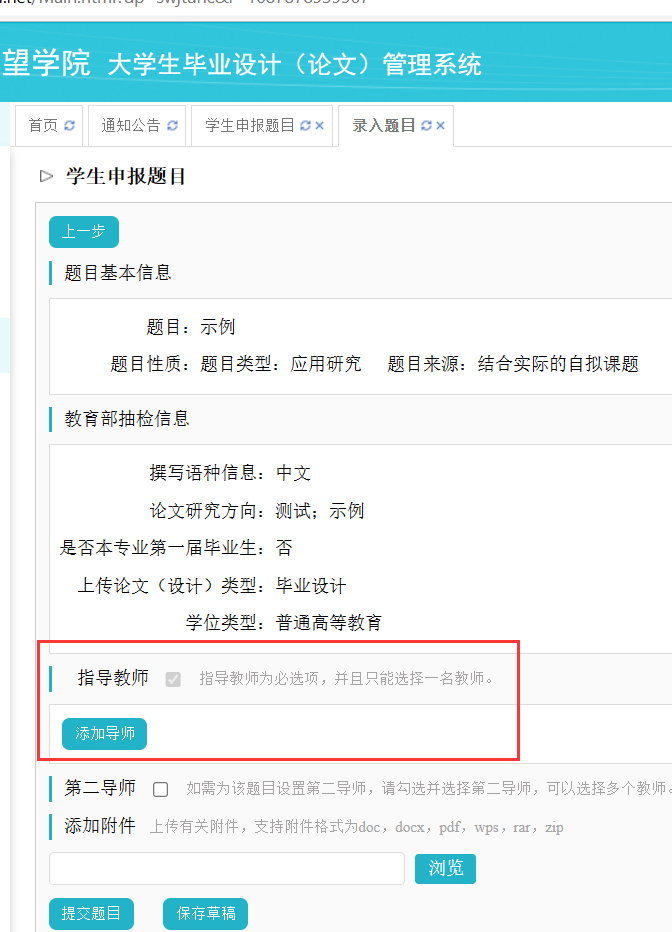 望学院 大学生毕业设计（论文）管理系统
首页 通知公告 学生申报题目 录入题目
学生申报题目
上一步
题目基本信息
题目：示例
题目性质：题目类型：应用研究 题目来源：结合实际的自拟课题
教育部抽检信息
撰写语种信息：中文
论文研究方向：测试；示例
是否本专业第一届毕业生：否
上传论文（设计）类型：毕业设计
学位类型：普通高等教育
指导教师 指导教师为必选项，并且只能选择一名教师。
添加导师
第二导师 如需为该题目设置第二导师，请勾选并选择第二导师，可以选择多个教师。
添加附件 上传有关附件，支持附件格式为doc，docx，pdf，wps，rar，zip
浏览
提交题目 保存草稿